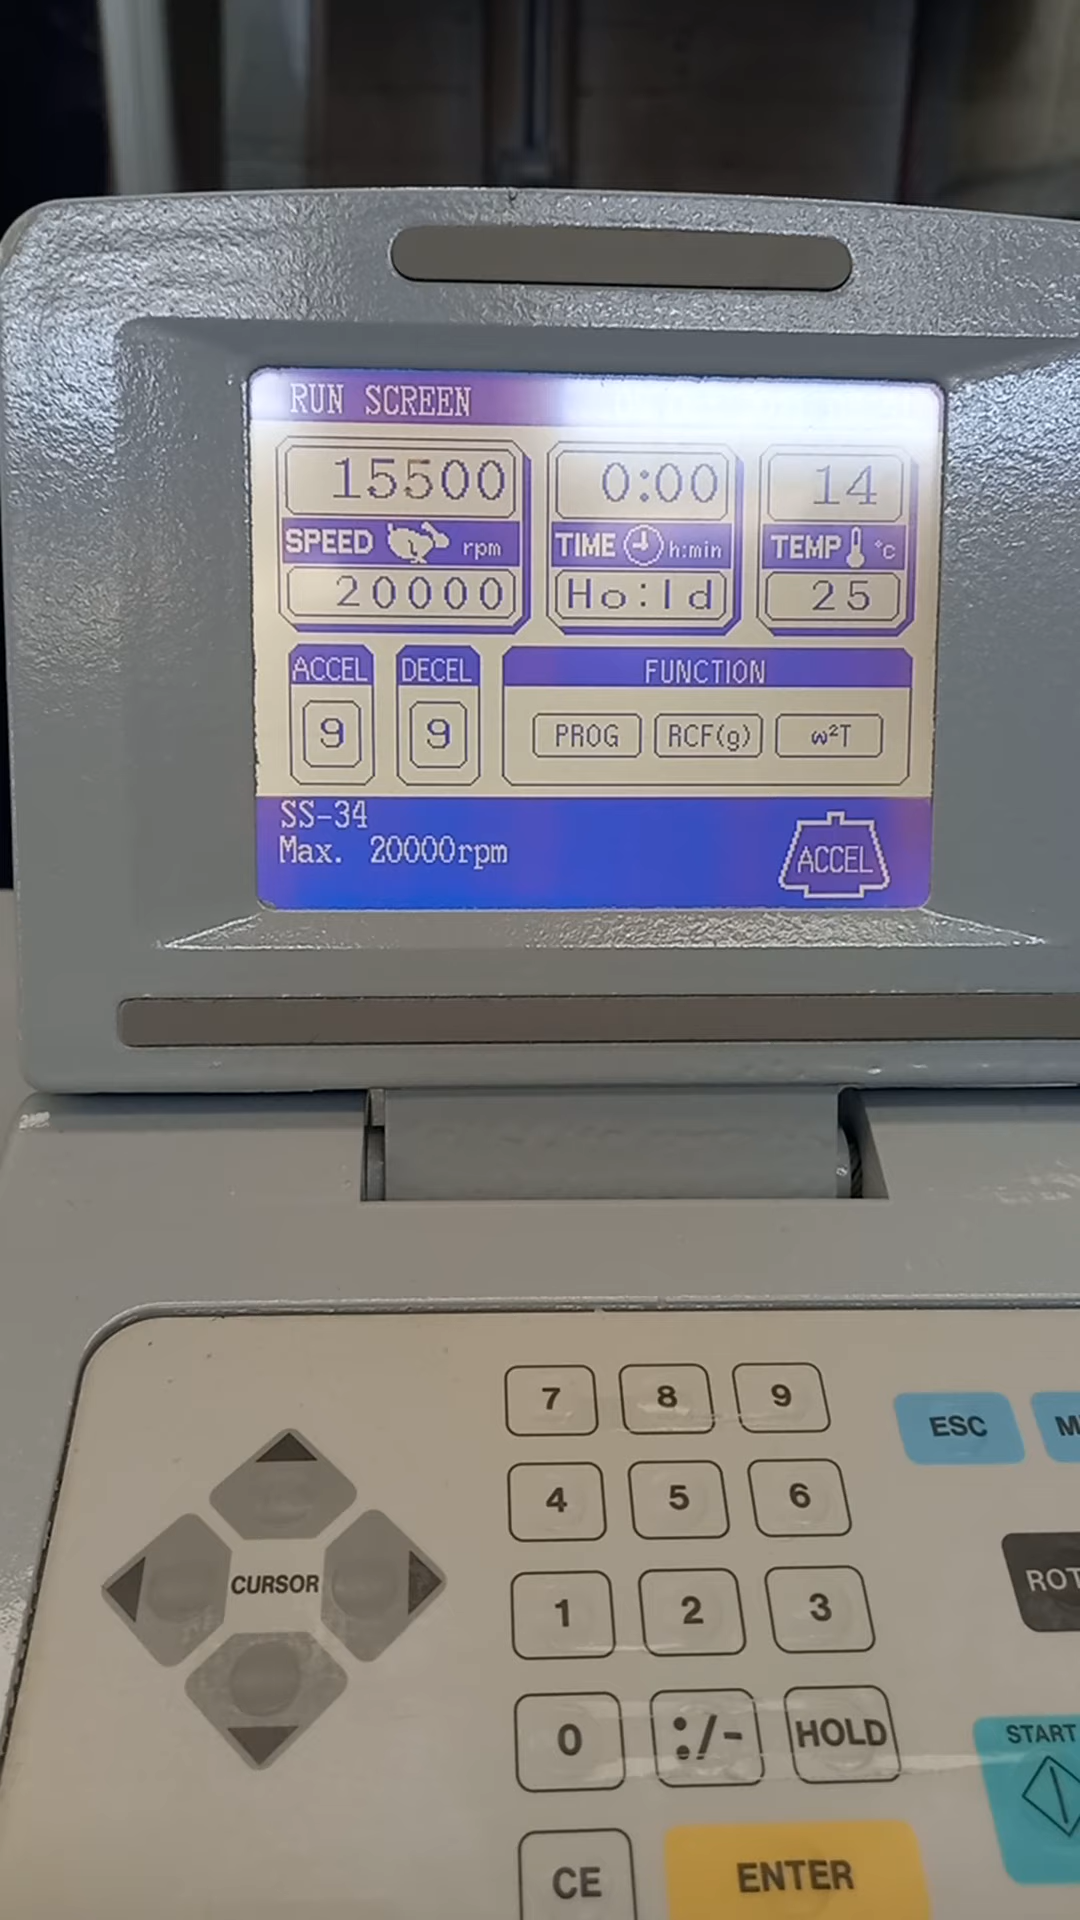 RUN SCREEN
15500 0:00 14
SPEED rpm TIME h:min TEMP °C
20000 Ho:ld 25
ACCEL DECEL FUNCTION
9 9 PROG RCF(g) ω²T
SS-34
Max. 20000rpm
ACCEL
7 8 9
ESC
4 5 6
CURSOR
1 2 3
0 :/- HOLD
START
CE ENTER